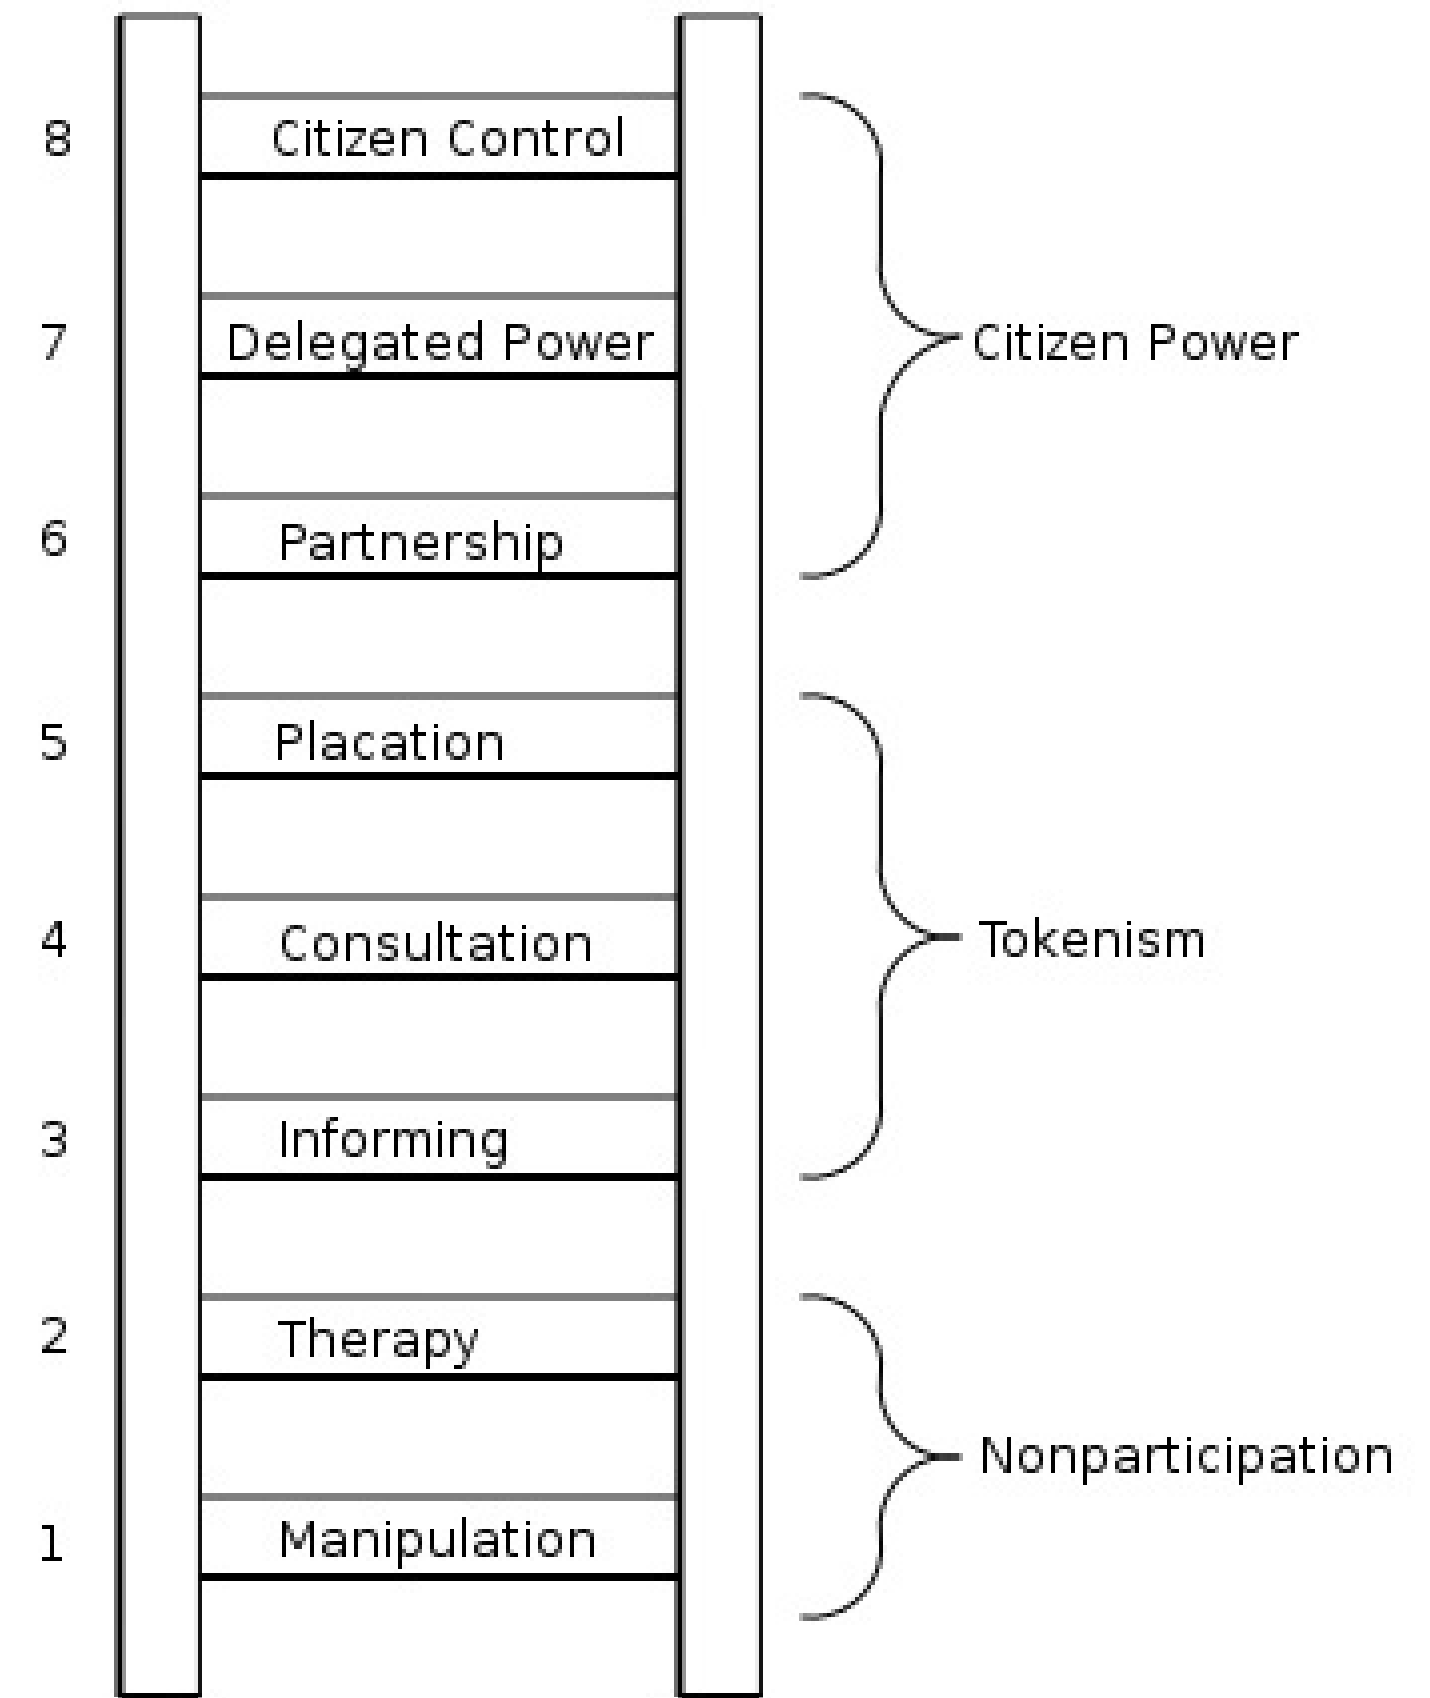 8 Citizen Control
7 Delegated Power
Citizen Power
6 Partnership
5 Placation
4 Consultation
Tokenism
3 Informing
2 Therapy
Nonparticipation
1 Manipulation